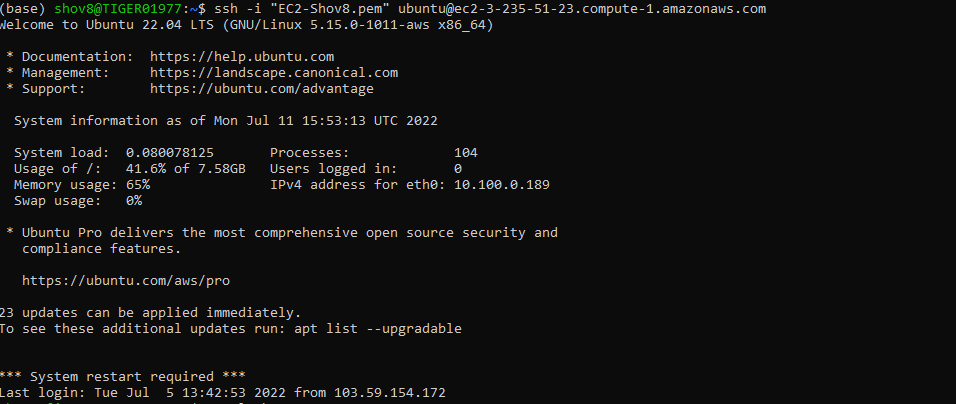 (base) shov8@TIGER01977:~$ ssh -i "EC2-Shov8.pem" ubuntu@ec2-3-235-51-23.compute-1.amazonaws.com
Welcome to Ubuntu 22.04 LTS (GNU/Linux 5.15.0-1011-aws x86_64)
* Documentation: https://help.ubuntu.com
* Management: https://landscape.canonical.com
* Support: https://ubuntu.com/advantage
System information as of Mon Jul 11 15:53:13 UTC 2022
System load: 0.080078125 Processes: 104
Usage of /: 41.6% of 7.58GB Users logged in: 0
Memory usage: 65% IPv4 address for eth0: 10.100.0.189
Swap usage: 0%
* Ubuntu Pro delivers the most comprehensive open source security and
compliance features.
https://ubuntu.com/aws/pro
23 updates can be applied immediately.
To see these additional updates run: apt list --upgradable
*** System restart required ***
Last login: Tue Jul 5 13:42:53 2022 from 103.59.154.172